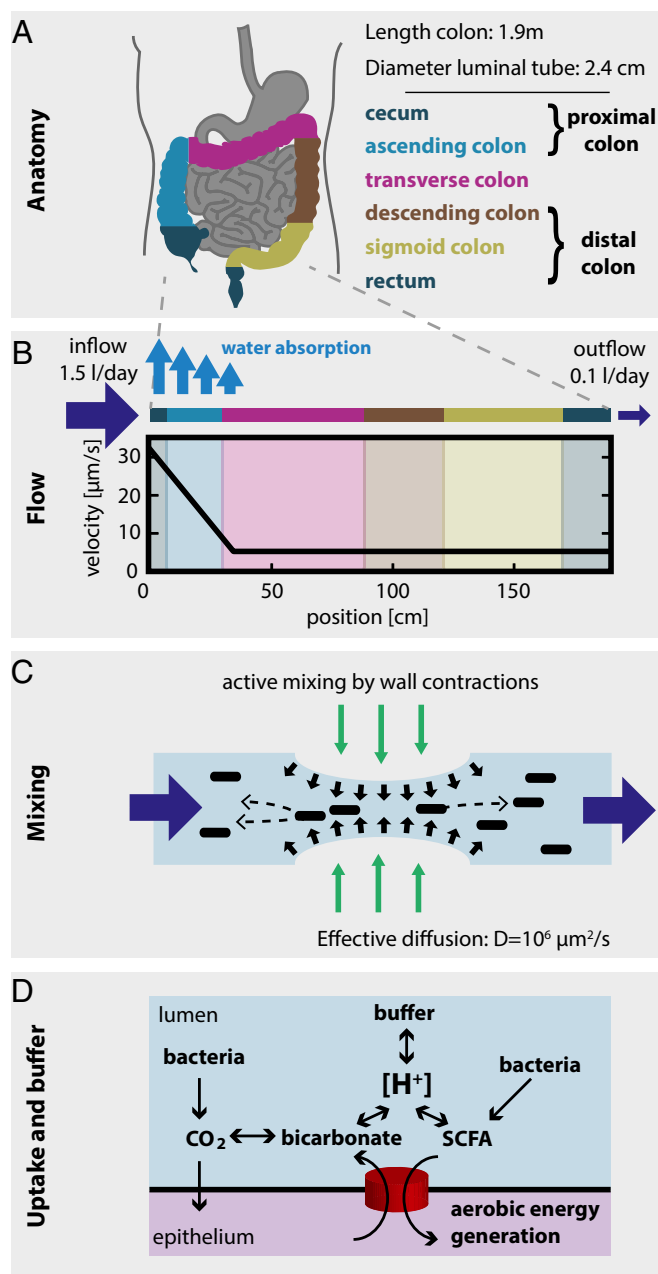 A
Anatomy
Length colon: 1.9m
Diameter luminal tube: 2.4 cm
cecum
ascending colon
proximal
colon
transverse colon
descending colon
sigmoid colon
rectum
distal
colon
B
Flow
inflow
1.5 l/day
water absorption
outflow
0.1 l/day
velocity [µm/s]
30
20
10
0
0
50
100
150
position [cm]
C
Mixing
active mixing by wall contractions
Effective diffusion: D=10⁶ µm²/s
D
Uptake and buffer
lumen
buffer
bacteria
bacteria
[H⁺]
CO₂
bicarbonate
SCFA
epithelium
aerobic energy
generation